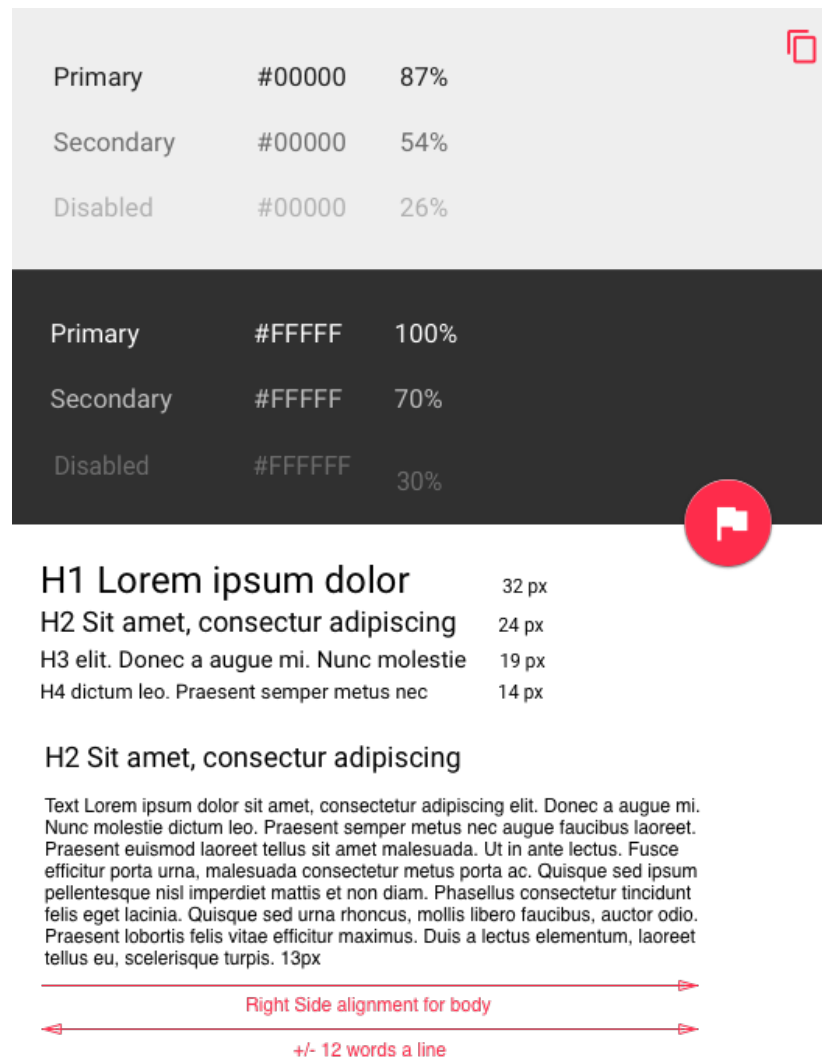 Primary #00000 87%
Secondary #00000 54%
Disabled #00000 26%
Primary #FFFFF 100%
Secondary #FFFFF 70%
Disabled #FFFFFF 30%
H1 Lorem ipsum dolor 32 px
H2 Sit amet, consectur adipiscing 24 px
H3 elit. Donec a augue mi. Nunc molestie 19 px
H4 dictum leo. Praesent semper metus nec 14 px
H2 Sit amet, consectur adipiscing
Text Lorem ipsum dolor sit amet, consectetur adipiscing elit. Donec a augue mi.
Nunc molestie dictum leo. Praesent semper metus nec augue faucibus laoreet.
Praesent euismod laoreet tellus sit amet malesuada. Ut in ante lectus. Fusce
efficitur porta urna, malesuada consectetur metus porta ac. Quisque sed ipsum
pellentesque nisl imperdiet mattis et non diam. Phasellus consectetur tincidunt
felis eget lacinia. Quisque sed urna rhoncus, mollis libero faucibus, auctor odio.
Praesent lobortis felis vitae efficitur maximus. Duis a lectus elementum, laoreet
tellus eu, scelerisque turpis. 13px
Right Side alignment for body
+/- 12 words a line